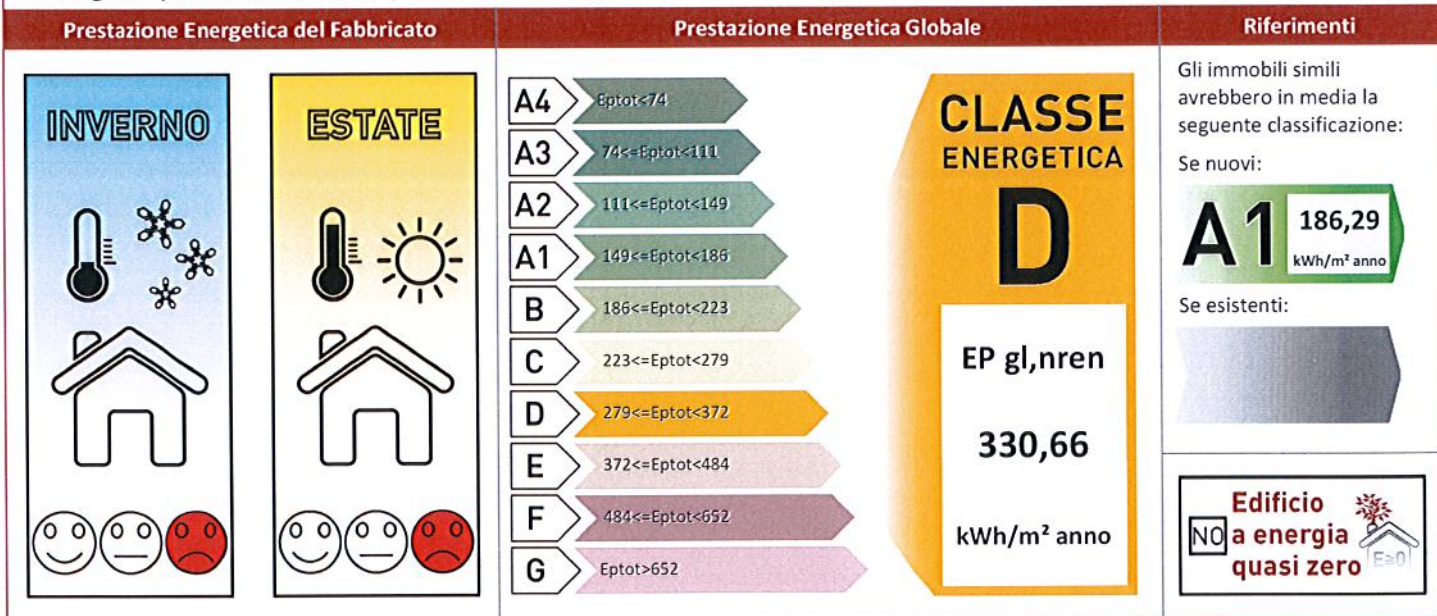 Prestazione Energetica del Fabbricato
Prestazione Energetica Globale
Riferimenti
INVERNO
ESTATE
A4
Eptot<74
A3
74<=Eptot<111
A2
111<=Eptot<149
A1
149<=Eptot<186
B
186<=Eptot<223
C
223<=Eptot<279
D
279<=Eptot<372
E
372<=Eptot<484
F
484<=Eptot<652
G
Eptot>652
CLASSE
ENERGETICA
D
EP gl,nren
330,66
kWh/m² anno
Gli immobili simili
avrebbero in media la
seguente classificazione:
Se nuovi:
A1
186,29
kWh/m² anno
Se esistenti:
NO
Edificio
a energia
quasi zero
E≅0